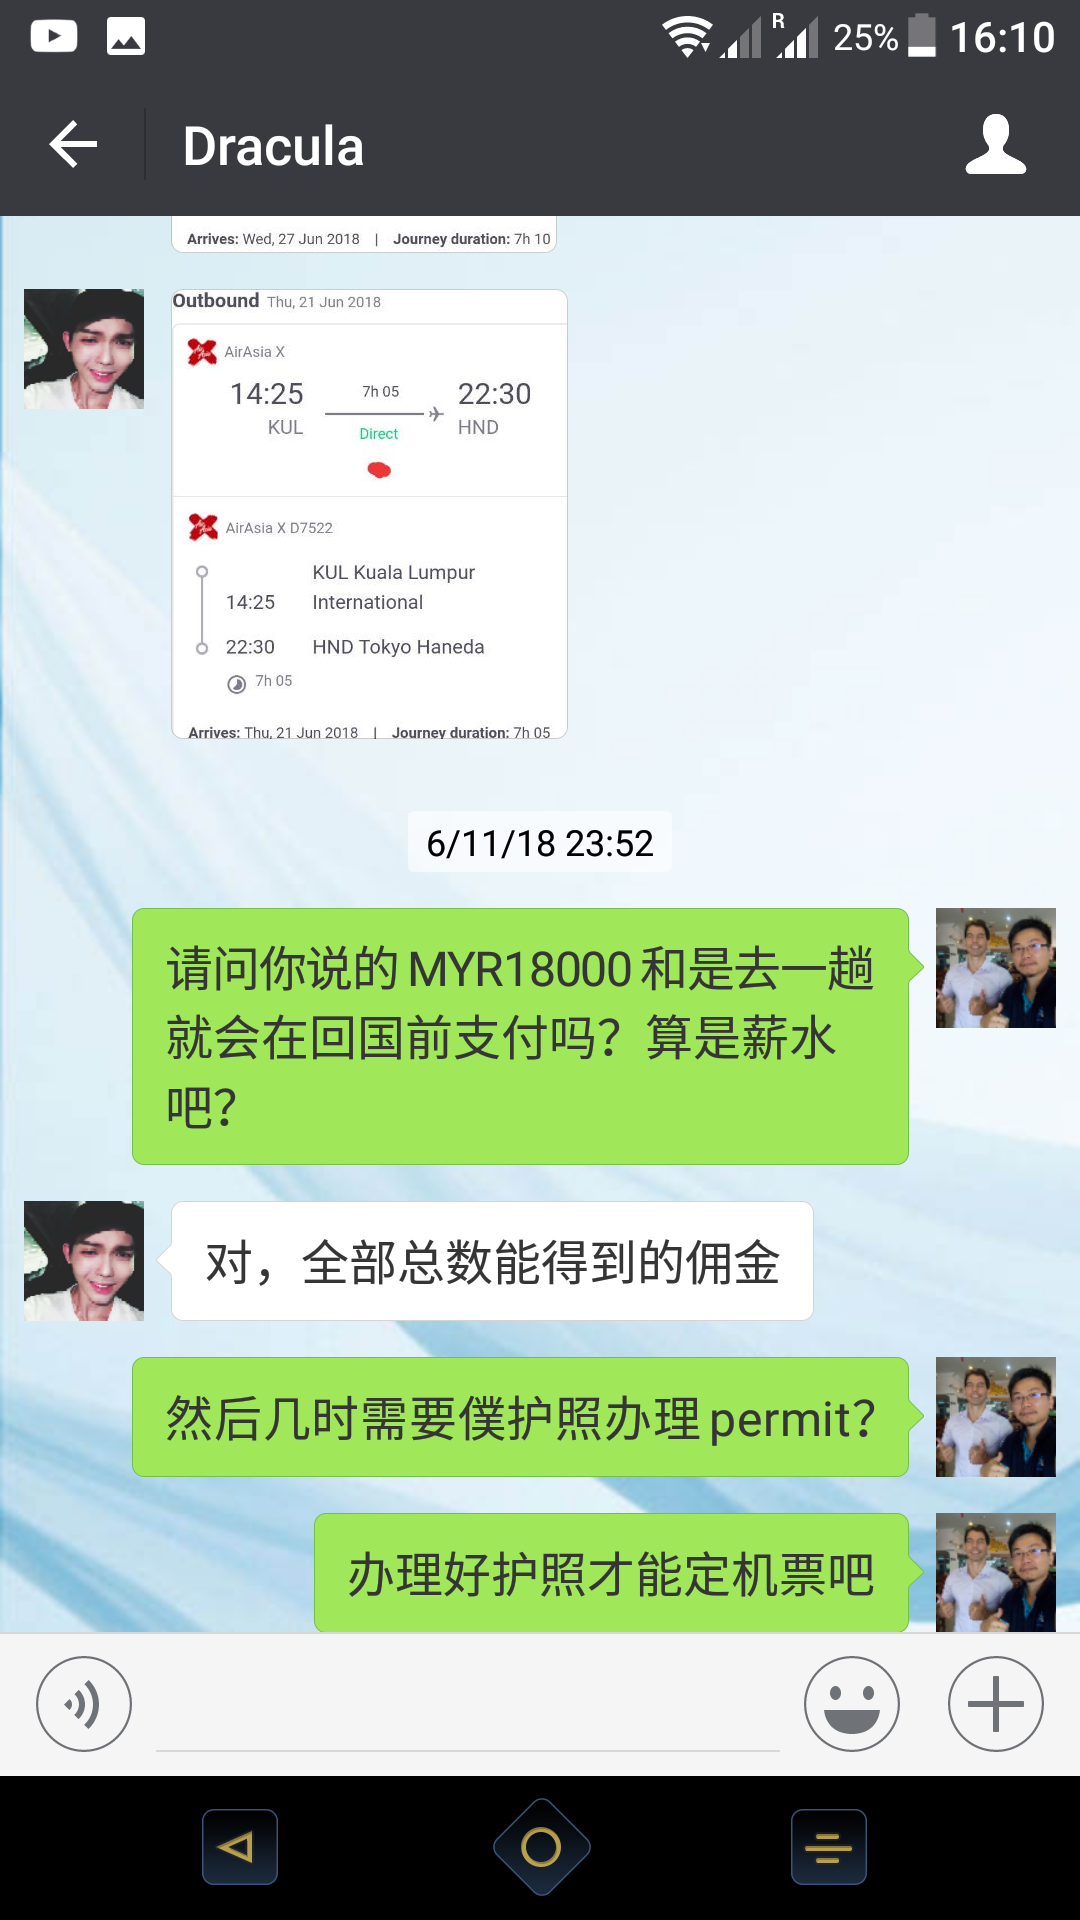 25% 16:10
R
Dracula
Arrives: Wed, 27 Jun 2018 | Journey duration: 7h 10
Outbound Thu, 21 Jun 2018
AirAsia X
14:25 7h 05 22:30
KUL Direct HND
AirAsia X D7522
KUL Kuala Lumpur
14:25 International
22:30 HND Tokyo Haneda
7h 05
Arrives: Thu, 21 Jun 2018 | Journey duration: 7h 05
6/11/18 23:52
请问你说的MYR18000和是去一趟
就会在回国前支付吗？算是薪水
吧？
对，全部总数能得到的佣金
然后几时需要僕护照办理permit？
办理好护照才能定机票吧